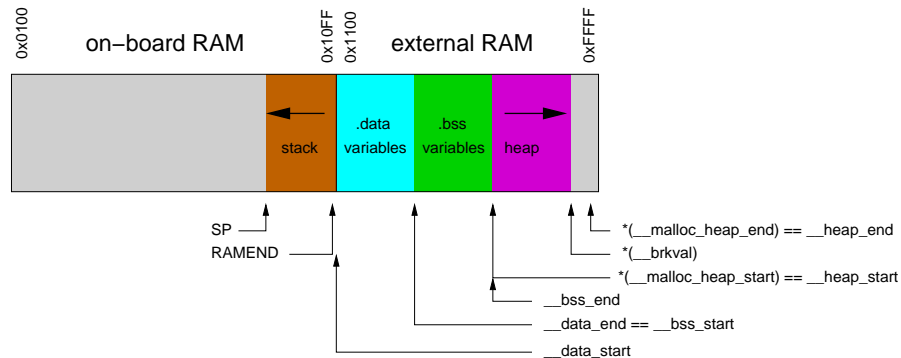 0x0100
on−board RAM
0x10FF
0x1100
external RAM
0xFFFF
stack
.data
variables
.bss
variables
heap
SP
RAMEND
*(__malloc_heap_end) == __heap_end
*(__brkval)
*(__malloc_heap_start) == __heap_start
__bss_end
__data_end == __bss_start
__data_start